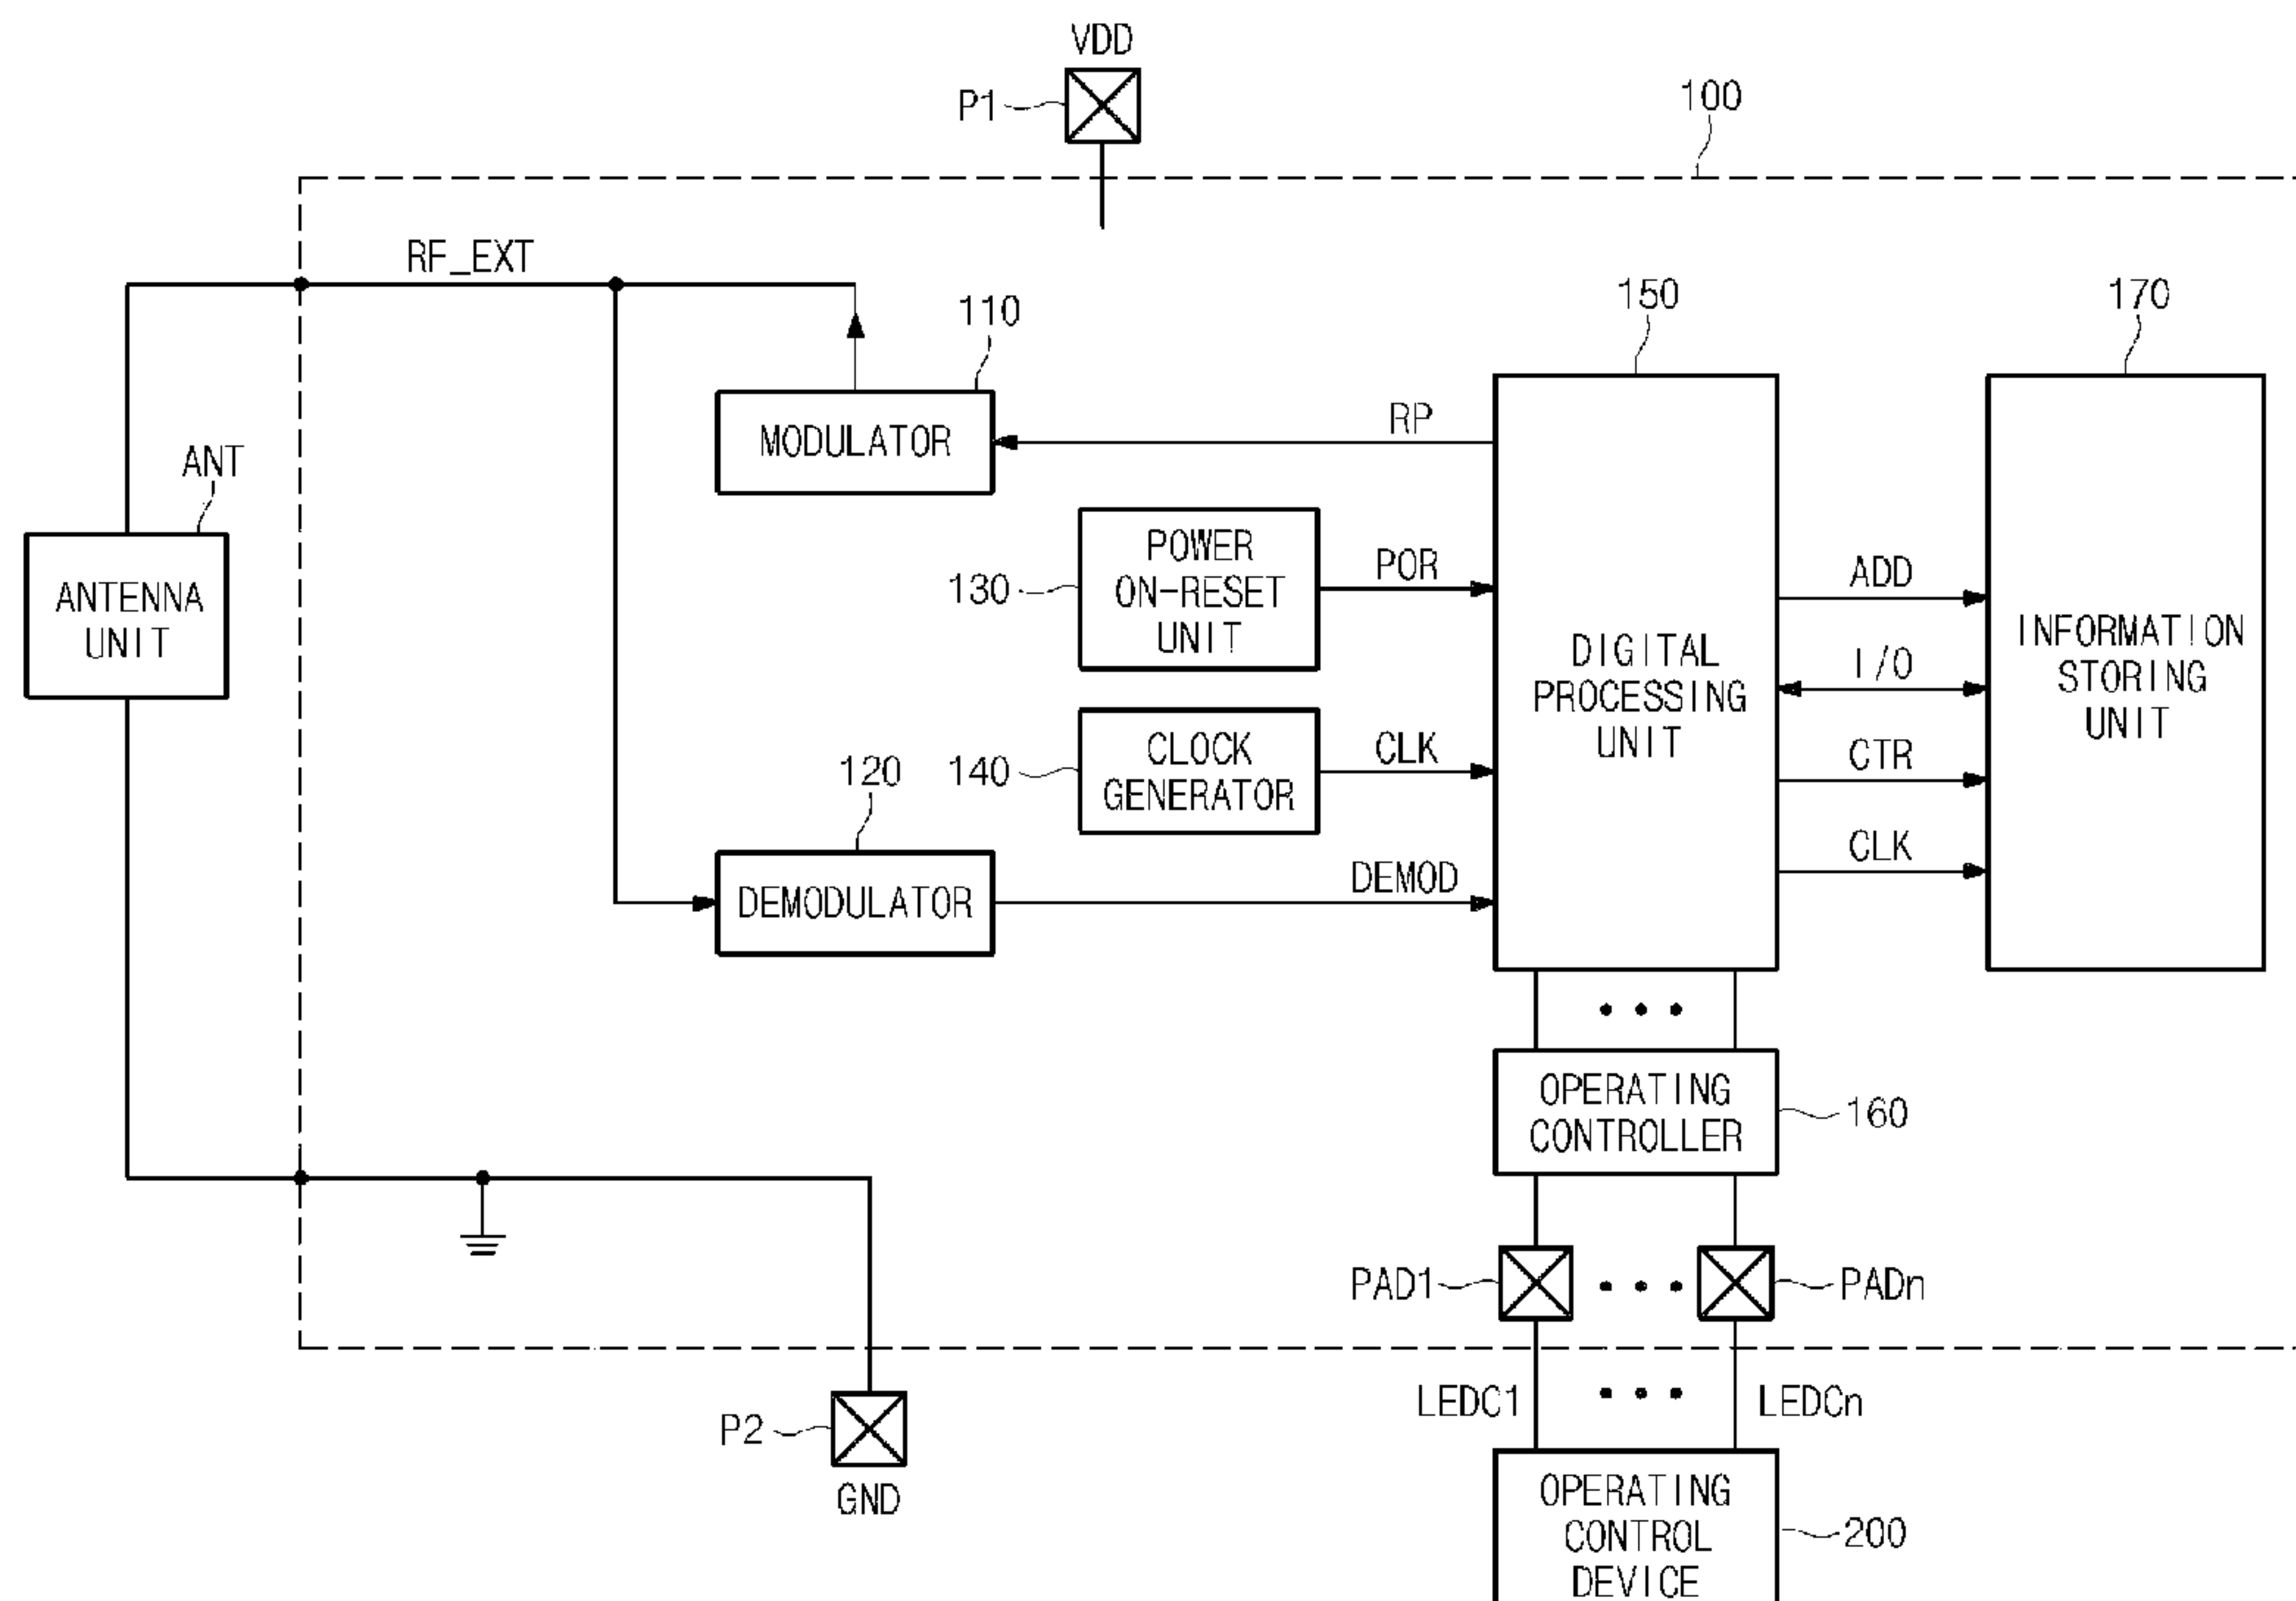 VDD
P1
100
RF_EXT
110
150
170
MODULATOR
RP
ANT
ANTENNA
UNIT
POWER
ON-RESET
UNIT
130
POR
ADD
I/O
CTR
CLK
DIGITAL
PROCESSING
UNIT
INFORMATION
STORING
UNIT
CLOCK
GENERATOR
140
CLK
120
DEMODULATOR
DEMOD
OPERATING
CONTROLLER
160
PAD1
PADn
LEDC1
LEDCn
P2
GND
OPERATING
CONTROL
DEVICE
200